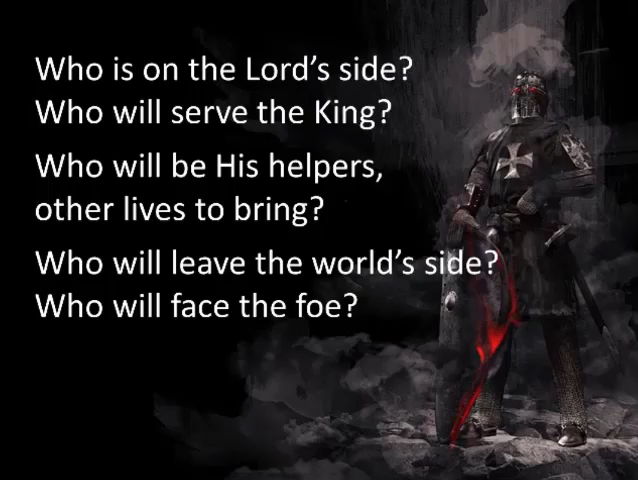 Who is on the Lord’s side?
Who will serve the King?
Who will be His helpers,
other lives to bring?
Who will leave the world’s side?
Who will face the foe?